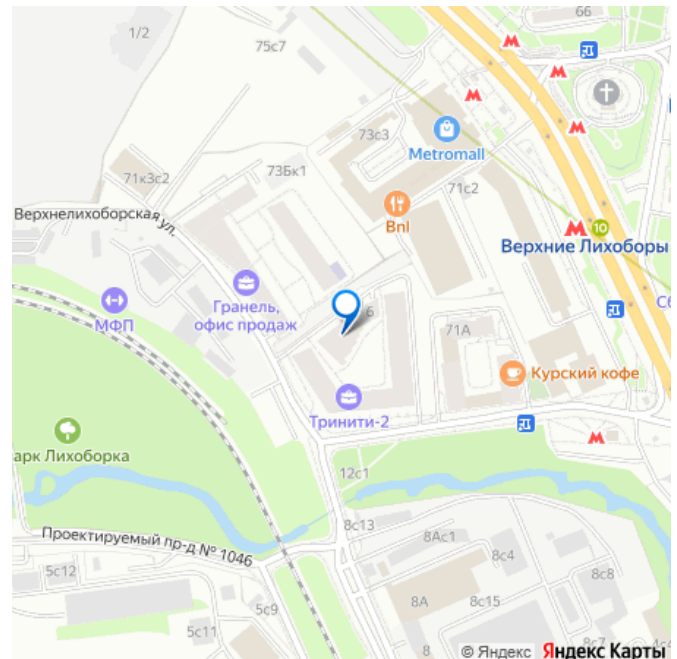 66
1/2
75с7
73с3
Metromall
71к3с2
73Бк1
71с2
Верхнелихоборская ул.
Bnl
10
Верхние Лихоборы
Гранель,
офис продаж
МФП
6
71А
Курский кофе
Тринити-2
арк Лихоборка
12с1
8с13
8Ас1
Проектируемый пр-д № 1046
8с4
5с12
8с8
8А
8с15
5с9
5с11
8с7
© Яндекс Яндекс Карты